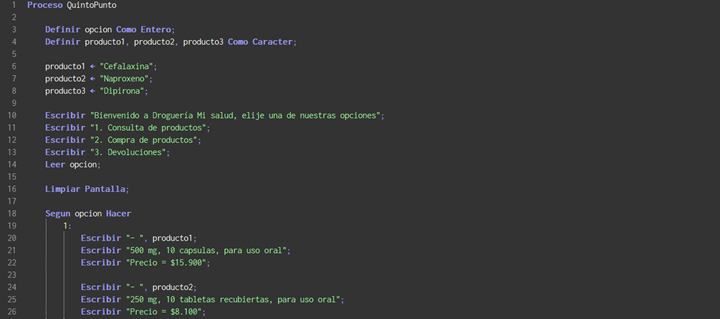 1 Proceso QuintoPunto
2
3 Definir opcion Como Entero;
4 Definir producto1, producto2, producto3 Como Caracter;
5
6 producto1 ← "Cefalaxina";
7 producto2 ← "Naproxeno";
8 producto3 ← "Dipirona";
9
10 Escribir "Bienvenido a Droguería Mi salud, elije una de nuestras opciones";
11 Escribir "1. Consulta de productos";
12 Escribir "2. Compra de productos";
13 Escribir "3. Devoluciones";
14 Leer opcion;
15
16 Limpiar Pantalla;
17
18 Segun opcion Hacer
19 1:
20 Escribir "- ", producto1;
21 Escribir "500 mg, 10 capsulas, para uso oral";
22 Escribir "Precio = $15.900";
23
24 Escribir "- ", producto2;
25 Escribir "250 mg, 10 tabletas recubiertas, para uso oral";
26 Escribir "Precio = $8.100";